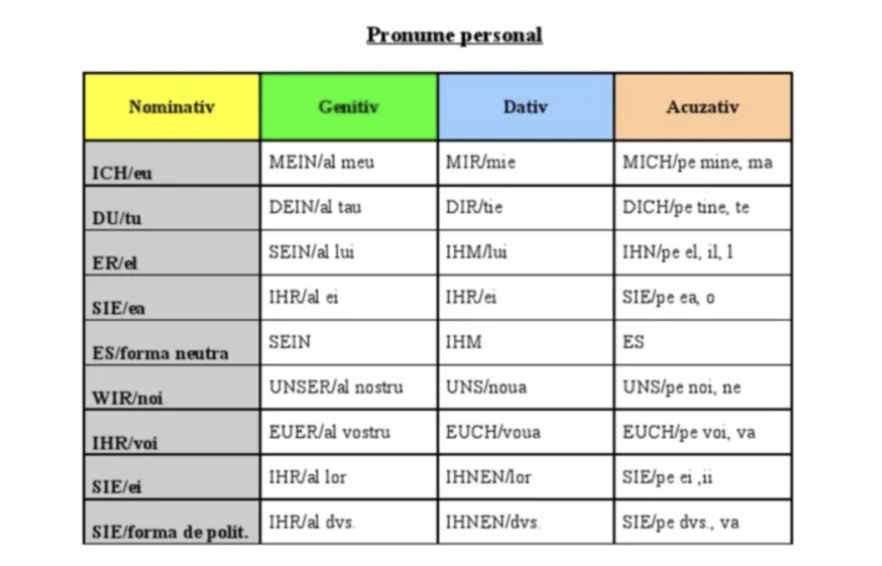 Pronume personal
Nominativ Genitiv Dativ Acuzativ
ICH/eu MEIN/al meu MIR/mie MICH/pe mine, ma
DU/tu DEIN/al tau DIR/tie DICH/pe tine, te
ER/el SEIN/al lui IHM/lui IHN/pe el, il, l
SIE/ea IHR/al ei IHR/ei SIE/pe ea, o
ES/forma neutra SEIN IHM ES
WIR/noi UNSER/al nostru UNS/noua UNS/pe noi, ne
IHR/voi EUER/al vostru EUCH/voua EUCH/pe voi, va
SIE/ei IHR/al lor IHNEN/lor SIE/pe ei ,ii
SIE/forma de polit. IHR/al dvs. IHNEN/dvs. SIE/pe dvs., va